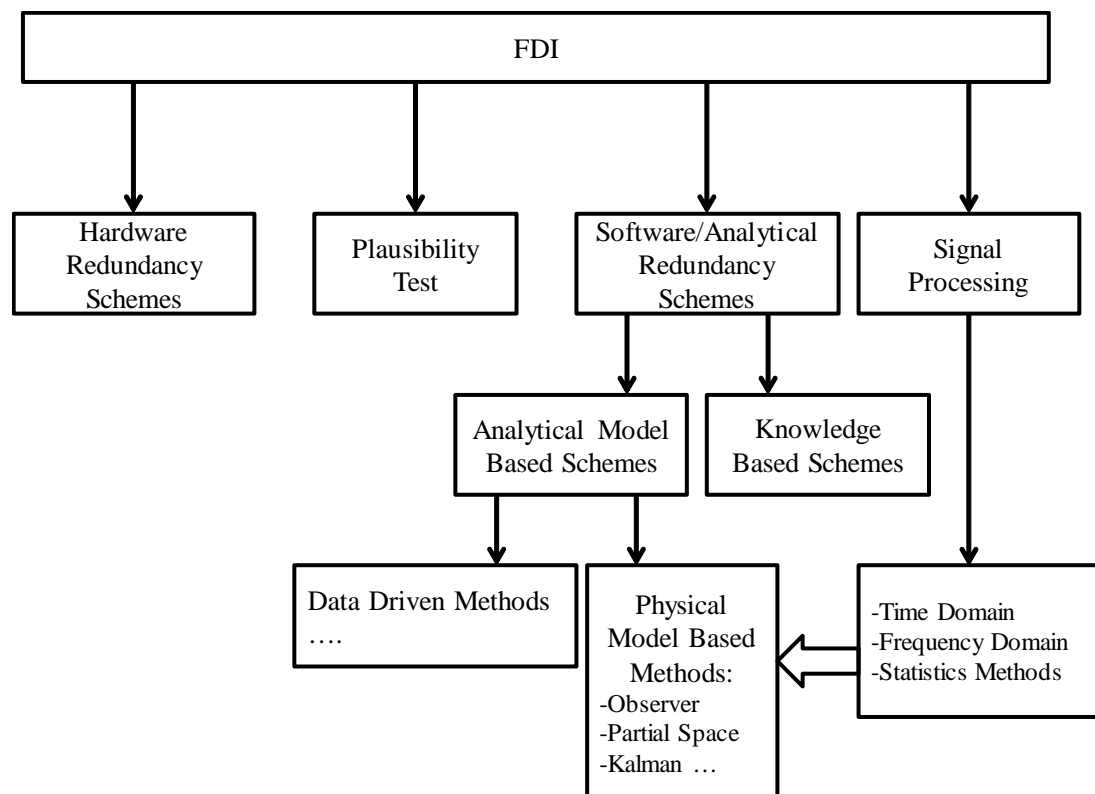 FDI
Hardware
Redundancy
Schemes
Plausibility
Test
Software/Analytical
Redundancy
Schemes
Signal
Processing
Analytical Model
Based Schemes
Knowledge
Based Schemes
Data Driven Methods
….
Physical
Model Based
Methods:
-Observer
-Partial Space
-Kalman …
-Time Domain
-Frequency Domain
-Statistics Methods